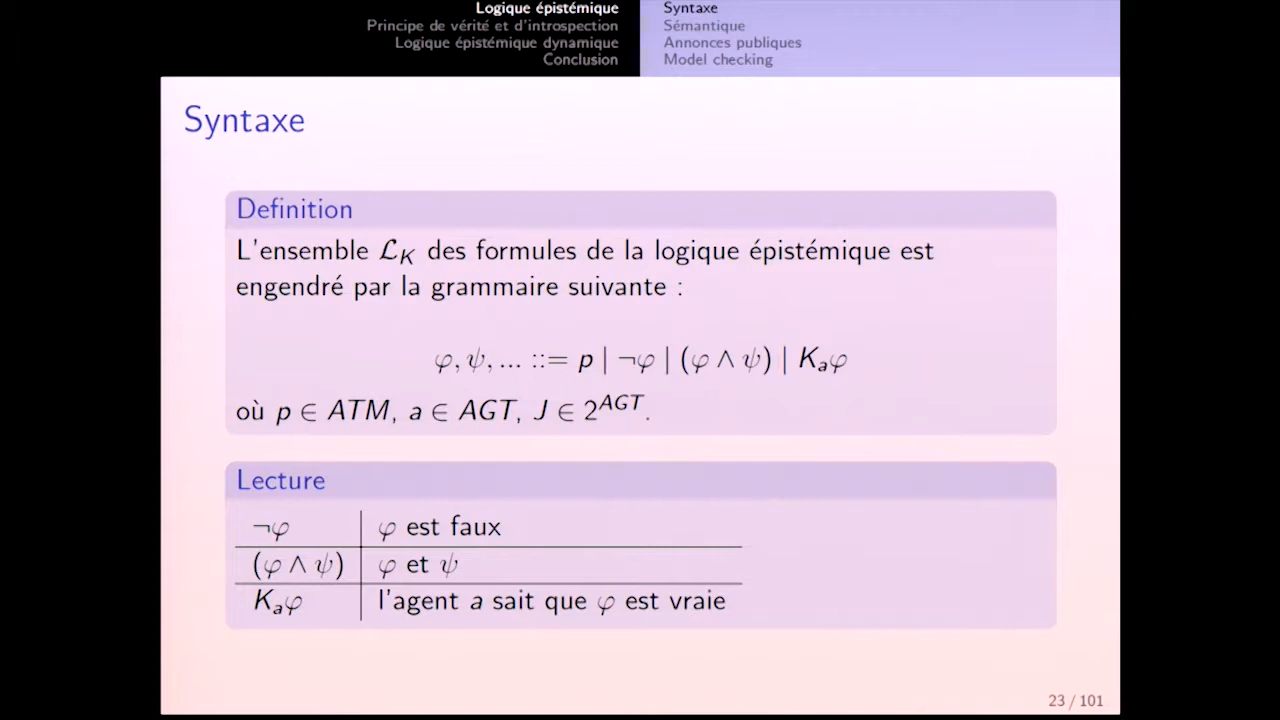 Logique épistémique
Principe de vérité et d'introspection
Logique épistémique dynamique
Conclusion
Syntaxe
Sémantique
Annonces publiques
Model checking
Syntaxe
Definition
L'ensemble ℒ_K des formules de la logique épistémique est
engendré par la grammaire suivante :
φ, ψ, ... ::= p | ¬φ | (φ ∧ ψ) | K_aφ
où p ∈ ATM, a ∈ AGT, J ∈ 2^AGT.
Lecture
¬φ | φ est faux
(φ ∧ ψ) | φ et ψ
K_aφ | l'agent a sait que φ est vraie
23 / 101